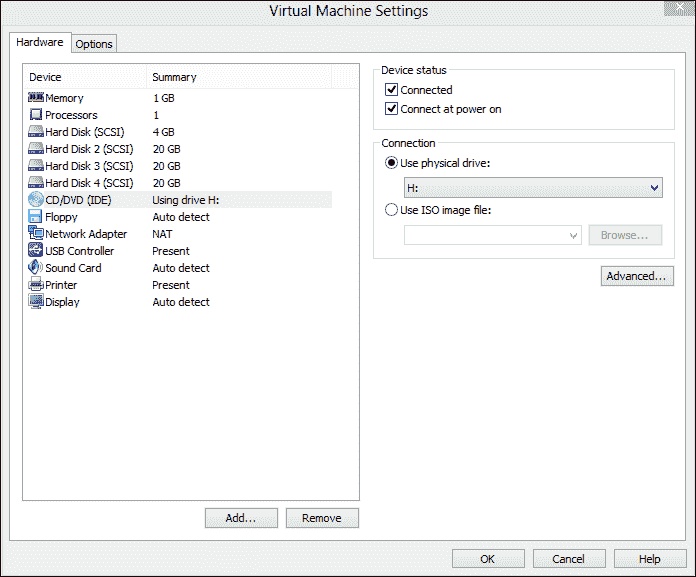 Virtual Machine Settings
Hardware
Options
Device Summary
Memory 1 GB
Processors 1
Hard Disk (SCSI) 4 GB
Hard Disk 2 (SCSI) 20 GB
Hard Disk 3 (SCSI) 20 GB
Hard Disk 4 (SCSI) 20 GB
CD/DVD (IDE) Using drive H:
Floppy Auto detect
Network Adapter NAT
USB Controller Present
Sound Card Auto detect
Printer Present
Display Auto detect
Add... Remove
Device status
Connected
Connect at power on
Connection
Use physical drive:
H:
Use ISO image file:
Browse...
Advanced...
OK Cancel Help